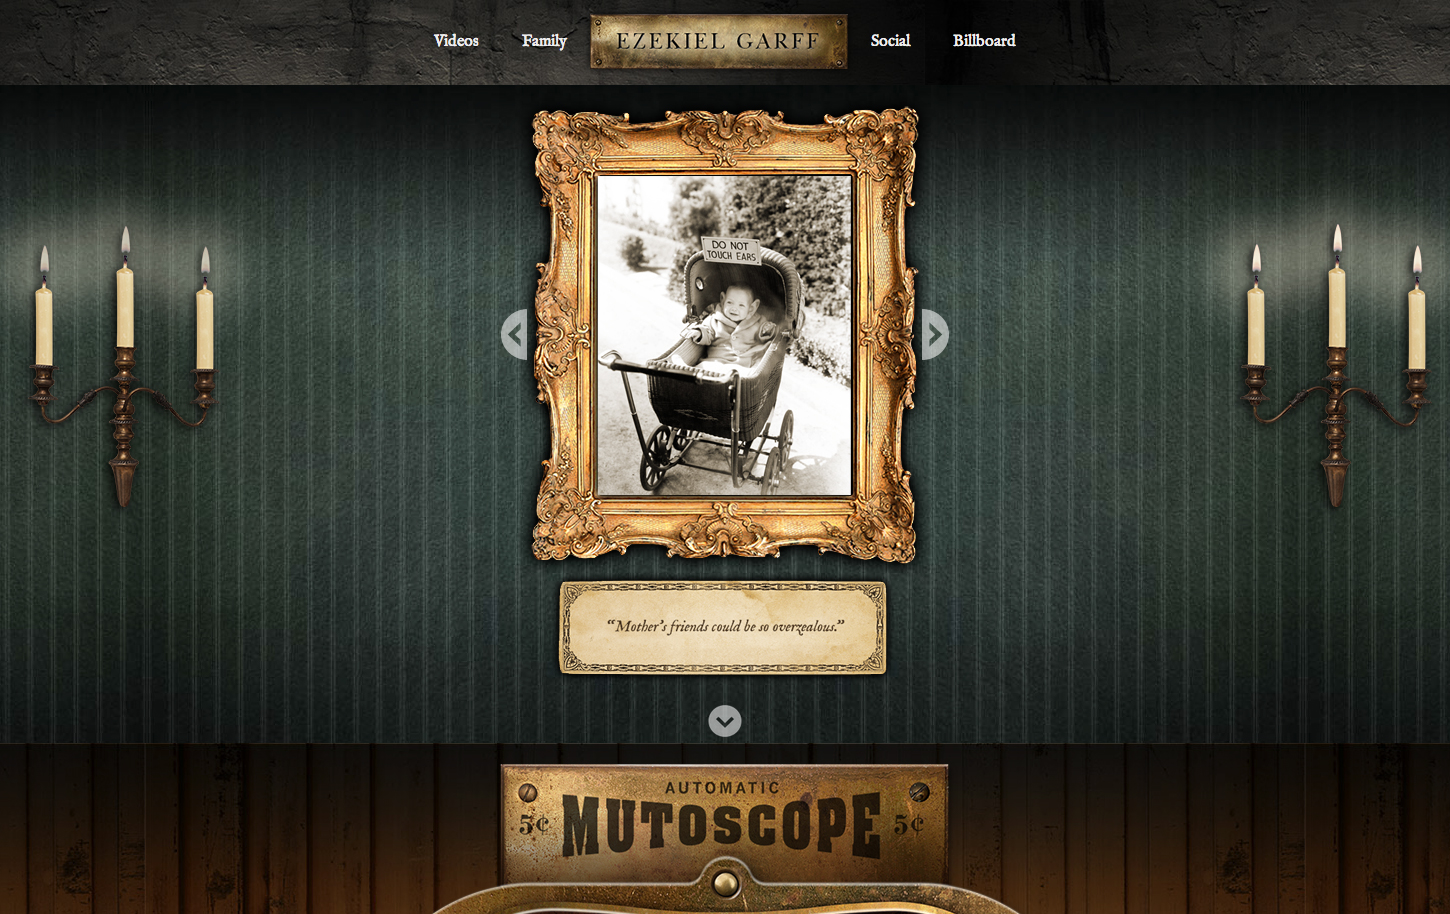 Videos
Family
EZEKIEL GARFF
Social
Billboard
DO NOT
TOUCH EARS
“Mother’s friends could be so overzealous.”
AUTOMATIC
5¢ MUTOSCOPE 5¢